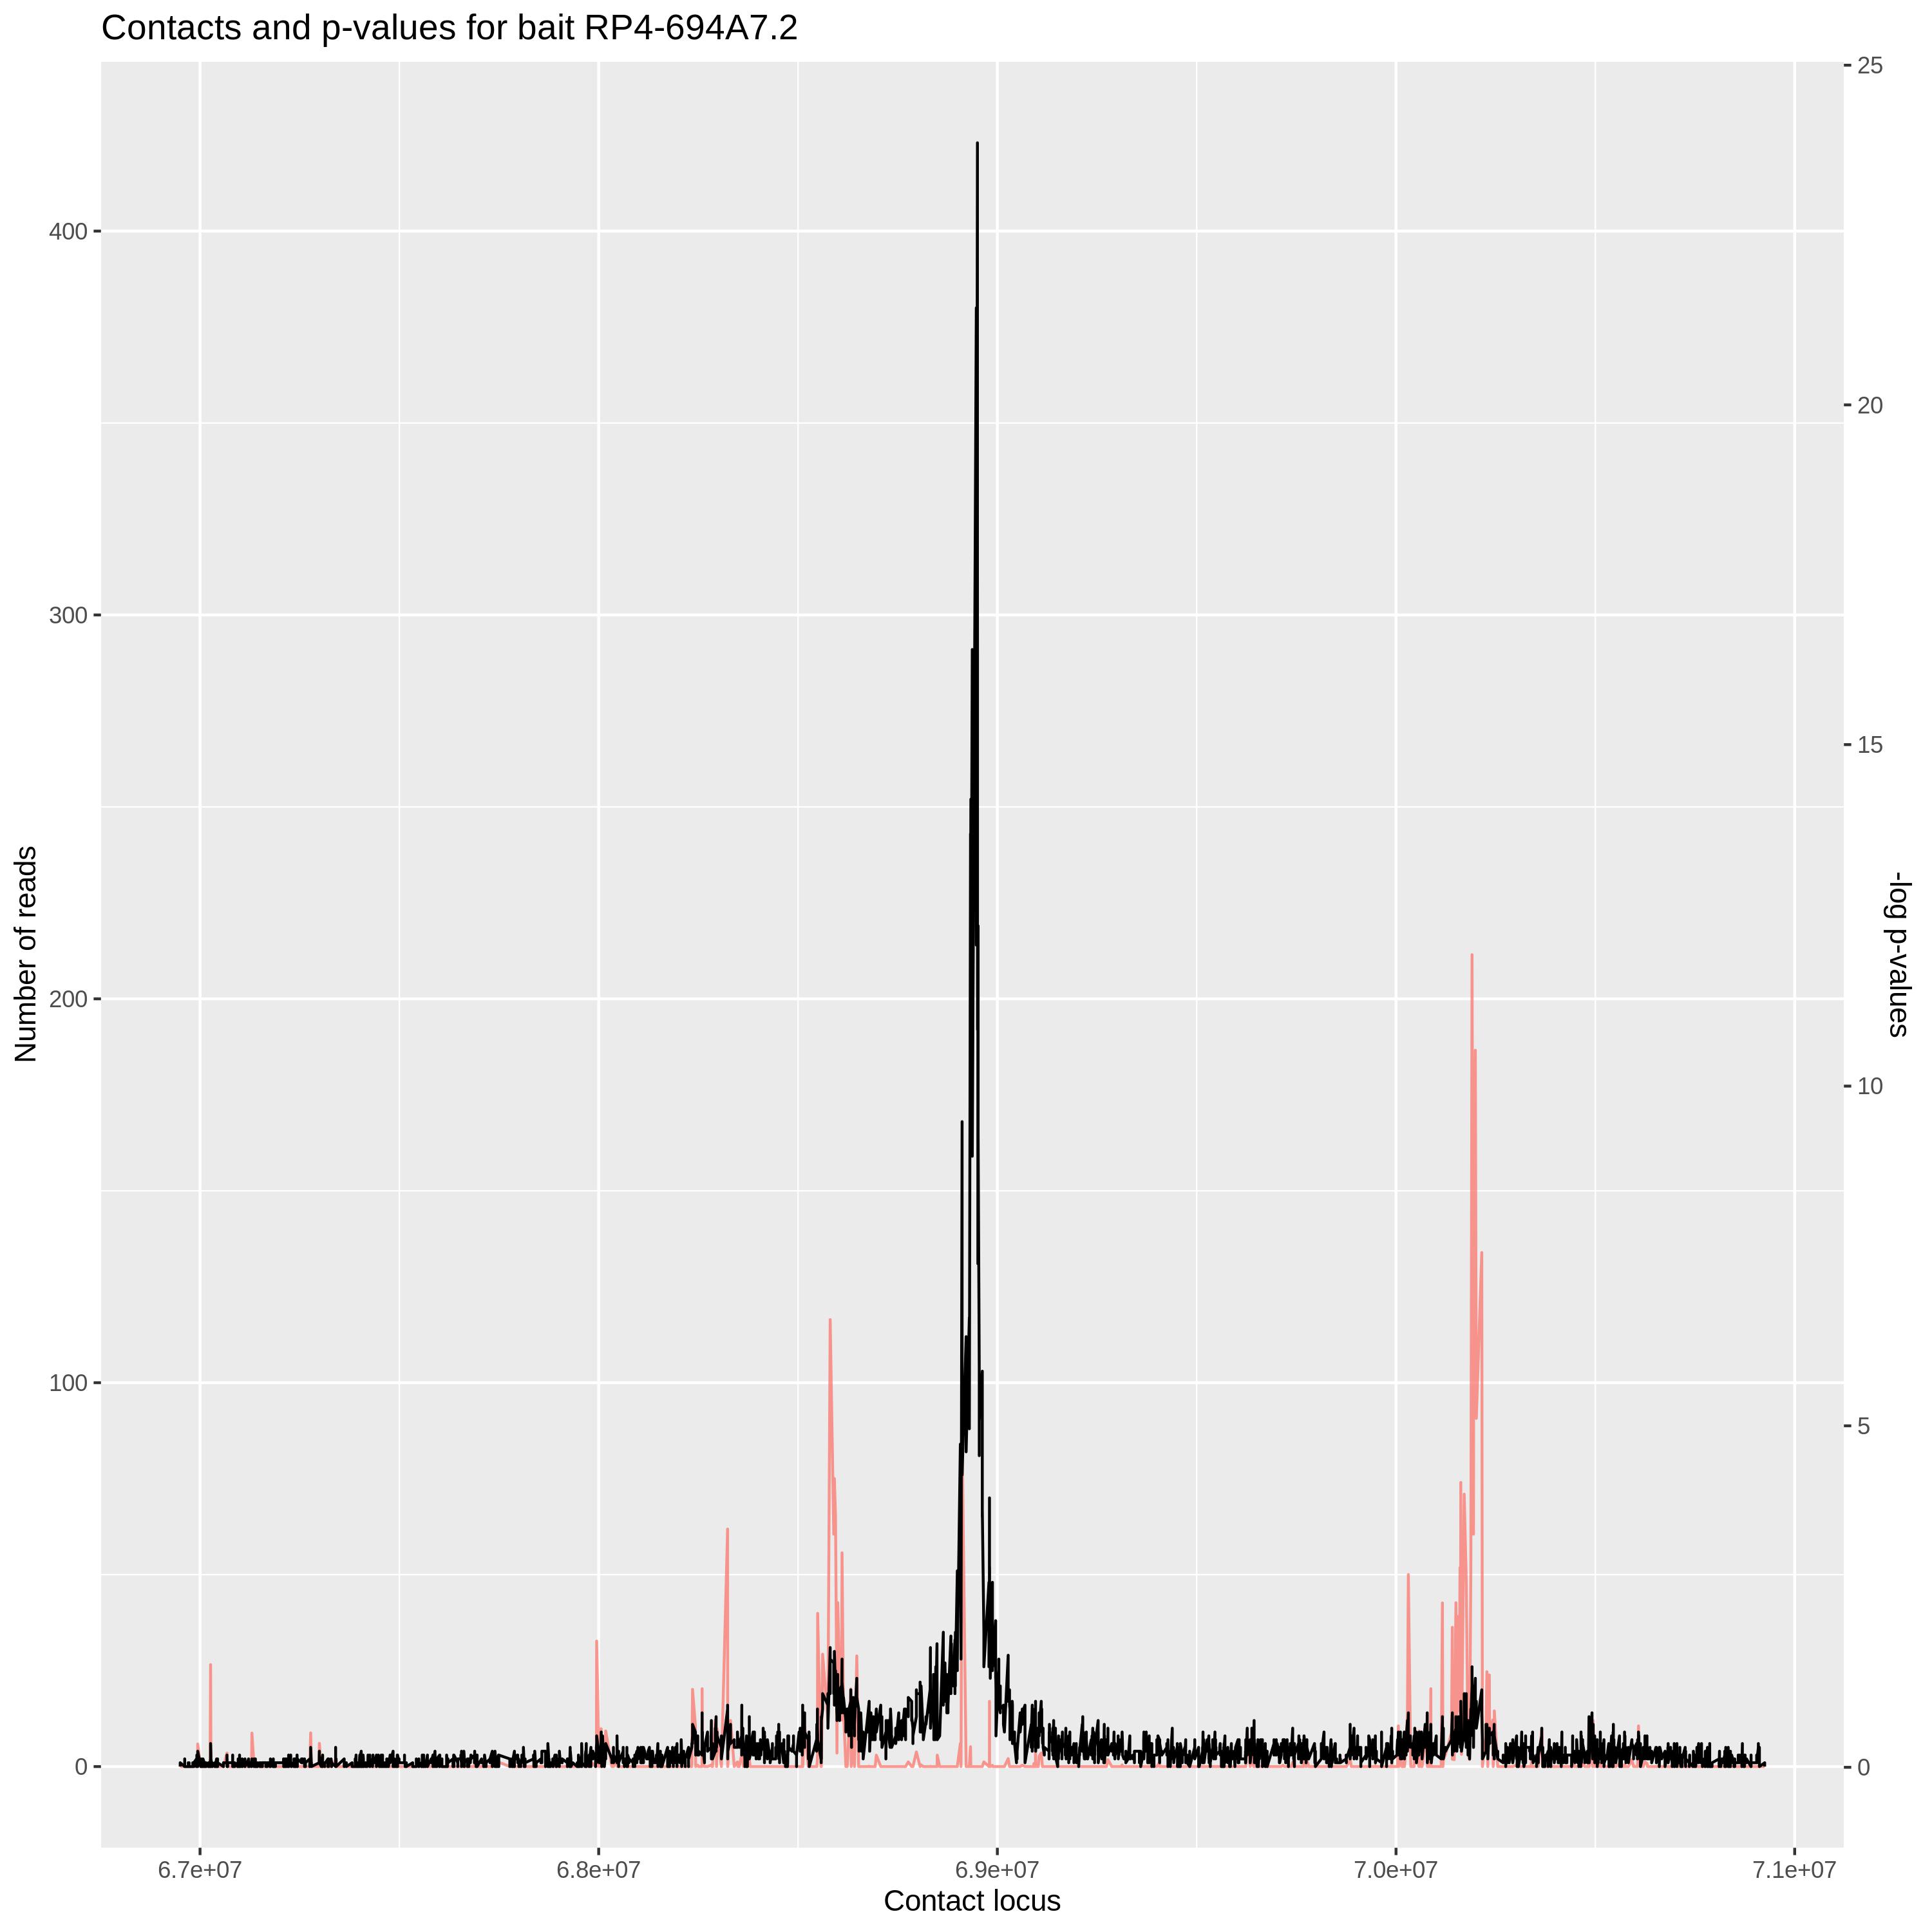 Contacts and p-values for bait RP4-694A7.2
Number of reads
400
300
200
100
0
25
20
15
10
5
0
-log p-values
6.7e+07
6.8e+07
6.9e+07
7.0e+07
7.1e+07
Contact locus